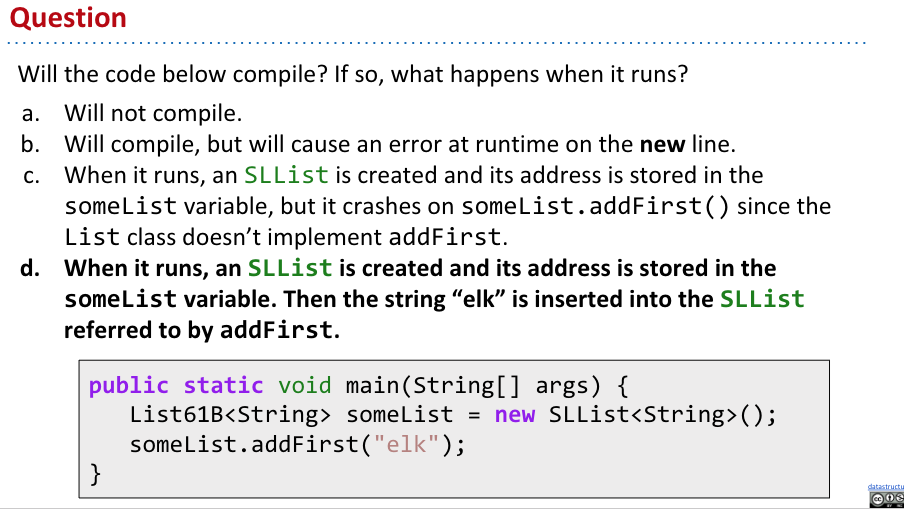 Question
Will the code below compile? If so, what happens when it runs?
a. Will not compile.
b. Will compile, but will cause an error at runtime on the new line.
c. When it runs, an SLList is created and its address is stored in the
someList variable, but it crashes on someList.addFirst() since the
List class doesn’t implement addFirst.
d. When it runs, an SLList is created and its address is stored in the
someList variable. Then the string “elk” is inserted into the SLList
referred to by addFirst.
public static void main(String[] args) {
List61B<String> someList = new SLList<String>();
someList.addFirst("elk");
}
datastructu